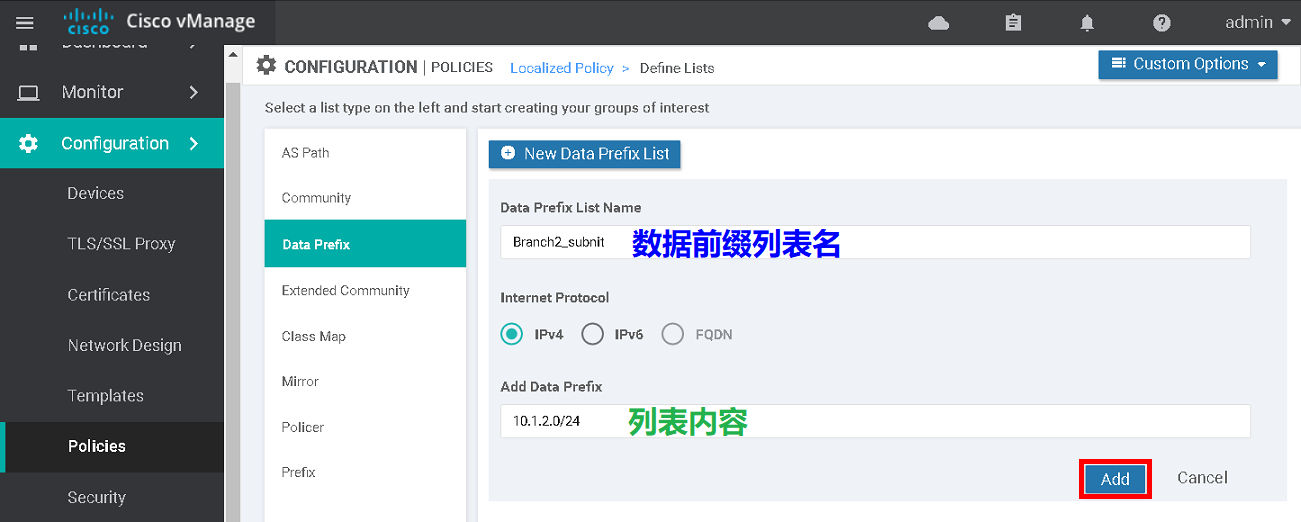 cisco Cisco vManage
admin
Dashboard
Monitor
Configuration
Devices
TLS/SSL Proxy
Certificates
Network Design
Templates
Policies
Security
CONFIGURATION | POLICIES Localized Policy > Define Lists
Custom Options
Select a list type on the left and start creating your groups of interest
AS Path
Community
Data Prefix
Extended Community
Class Map
Mirror
Policer
Prefix
New Data Prefix List
Data Prefix List Name
Branch2_subnit 数据前缀列表名
Internet Protocol
IPv4 IPv6 FQDN
Add Data Prefix
10.1.2.0/24 列表内容
Add Cancel